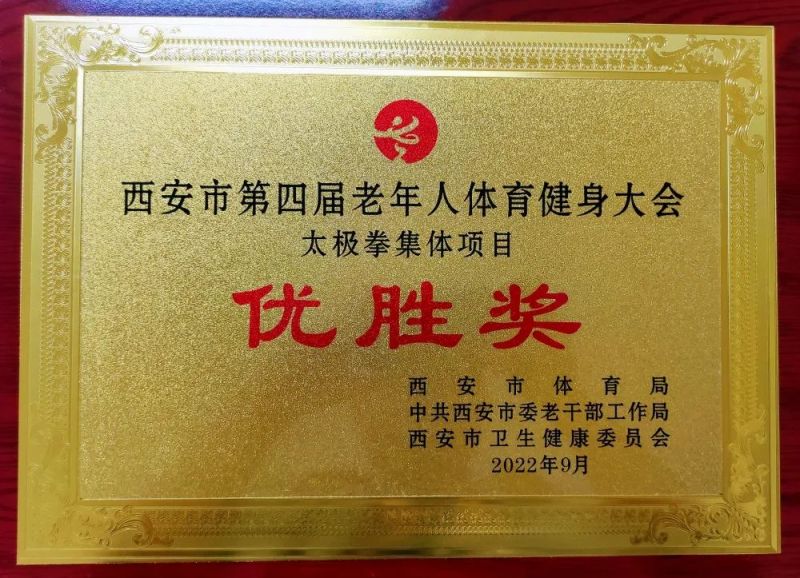 西安市第四届老年人体育健身大会
太极拳集体项目
优胜奖
西安市体育局
中共西安市委老干部工作局
西安市卫生健康委员会
2022年9月